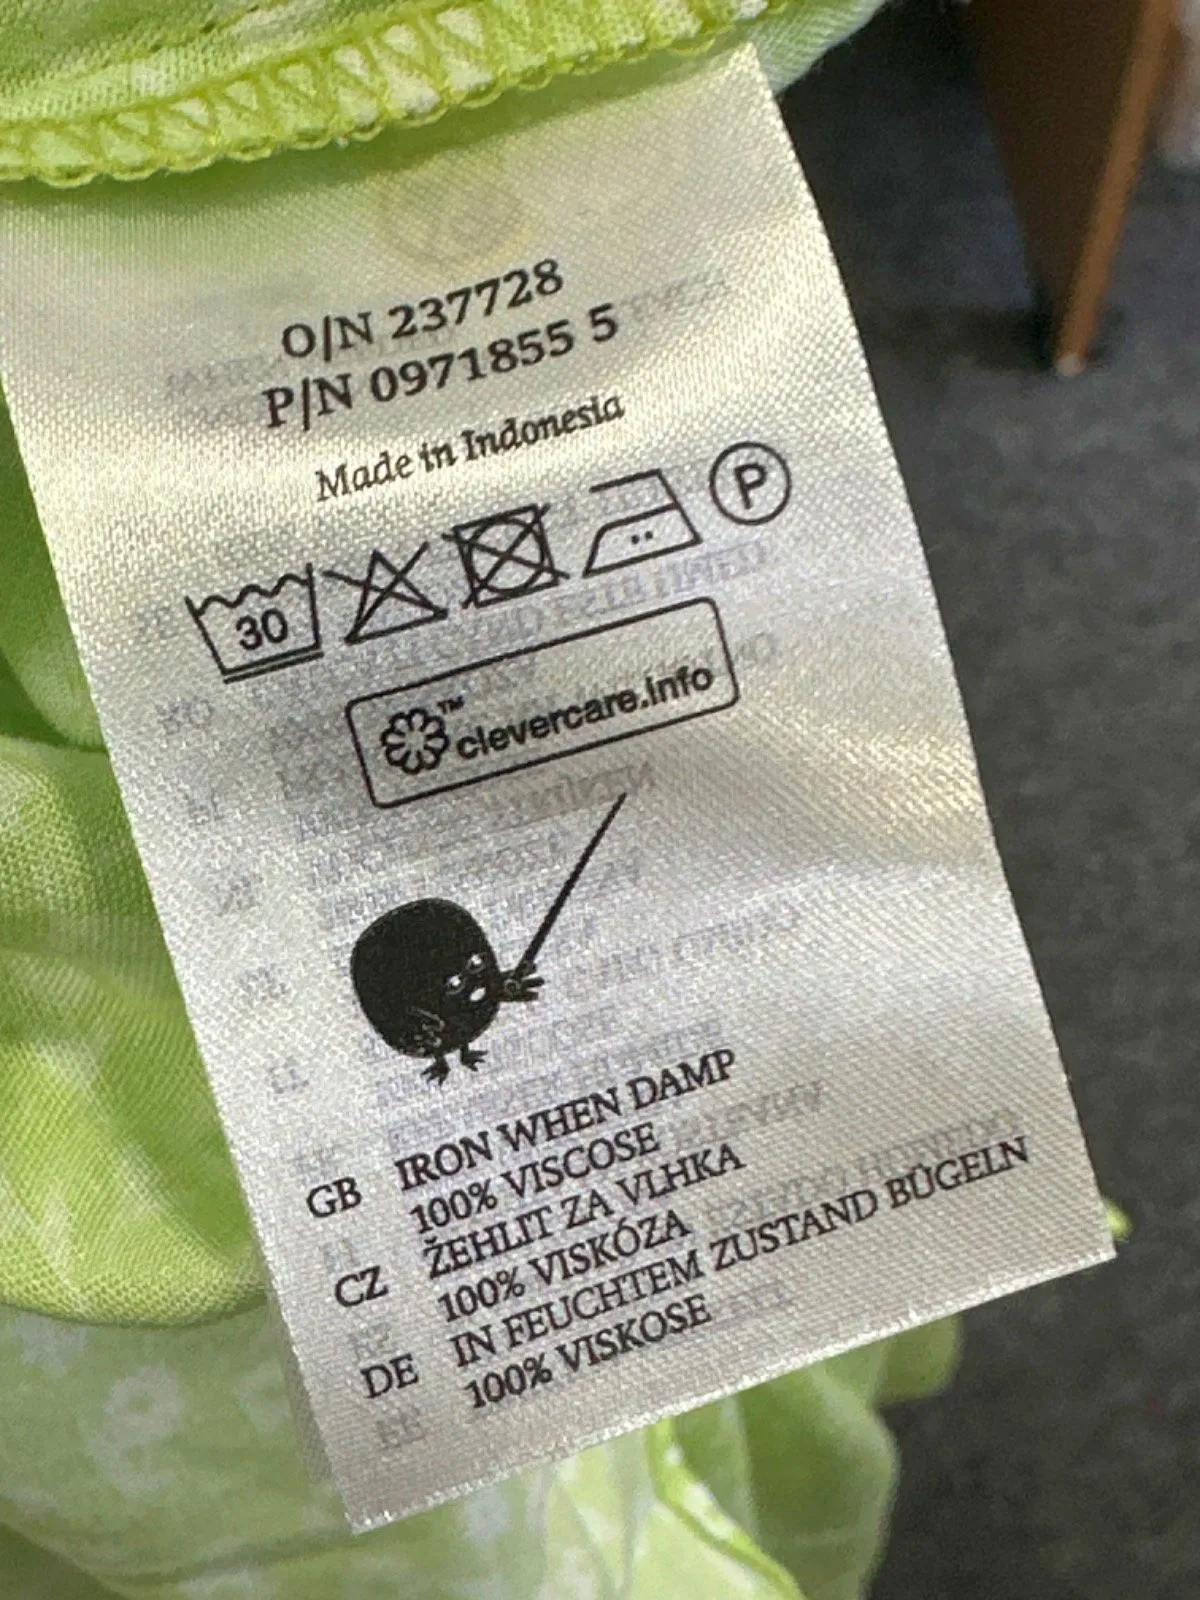 O/N 237728
P/N 0971855 5
Made in Indonesia
30 P
™ clevercare.info
GB IRON WHEN DAMP
100% VISCOSE
CZ ŽEHLIT ZA VLHKA
100% VISKÓZA
DE IN FEUCHTEM ZUSTAND BÜGELN
100% VISKOSE